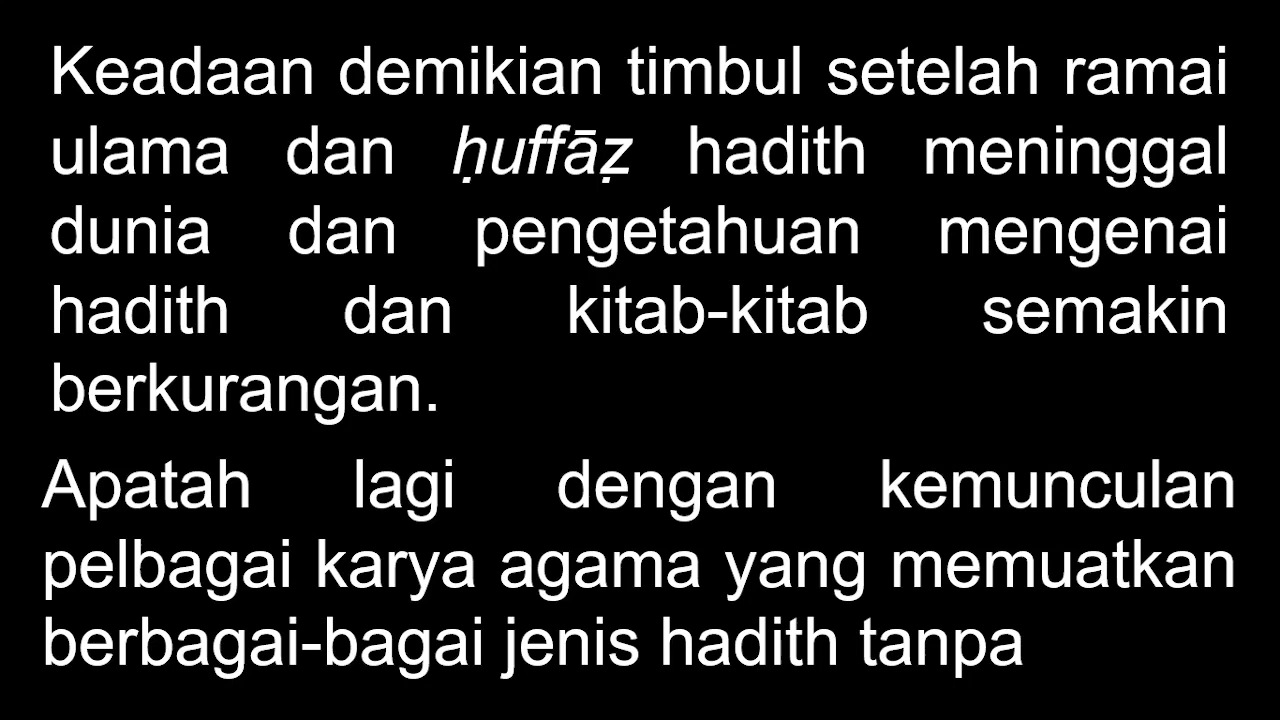 Keadaan demikian timbul setelah ramai
ulama dan ḥuffāẓ hadith meninggal
dunia dan pengetahuan mengenai
hadith dan kitab-kitab semakin
berkurangan.
Apatah lagi dengan kemunculan
pelbagai karya agama yang memuatkan
berbagai-bagai jenis hadith tanpa